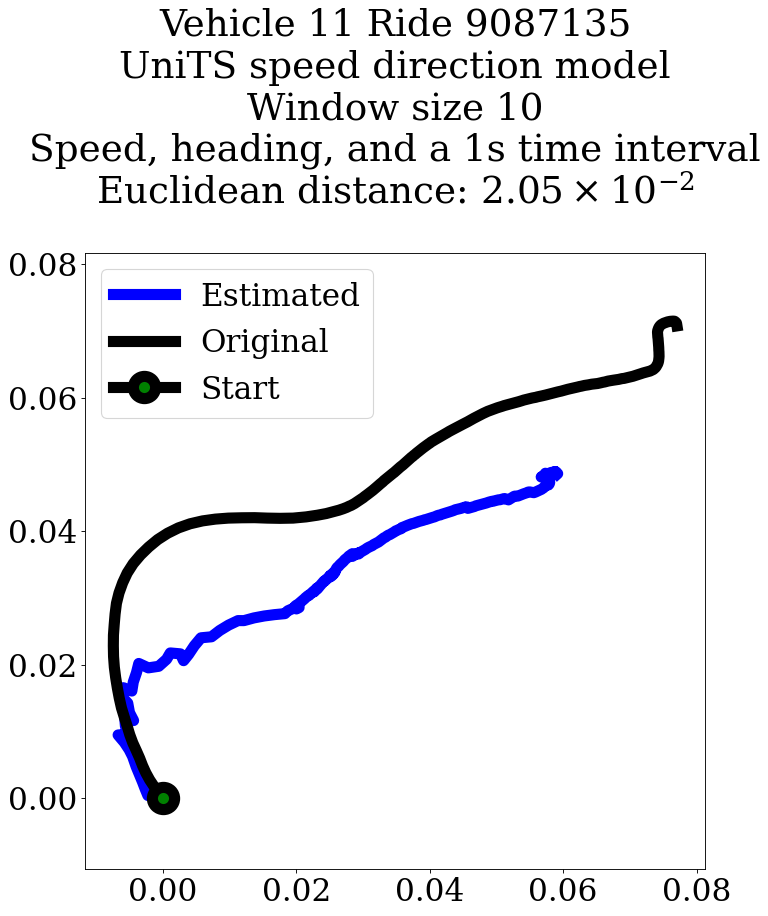 Vehicle 11 Ride 9087135
UniTS speed direction model
Window size 10
Speed, heading, and a 1s time interval
Euclidean distance: 2.05 × 10⁻²
0.08
0.06
0.04
0.02
0.00
Estimated
Original
Start
0.00 0.02 0.04 0.06 0.08